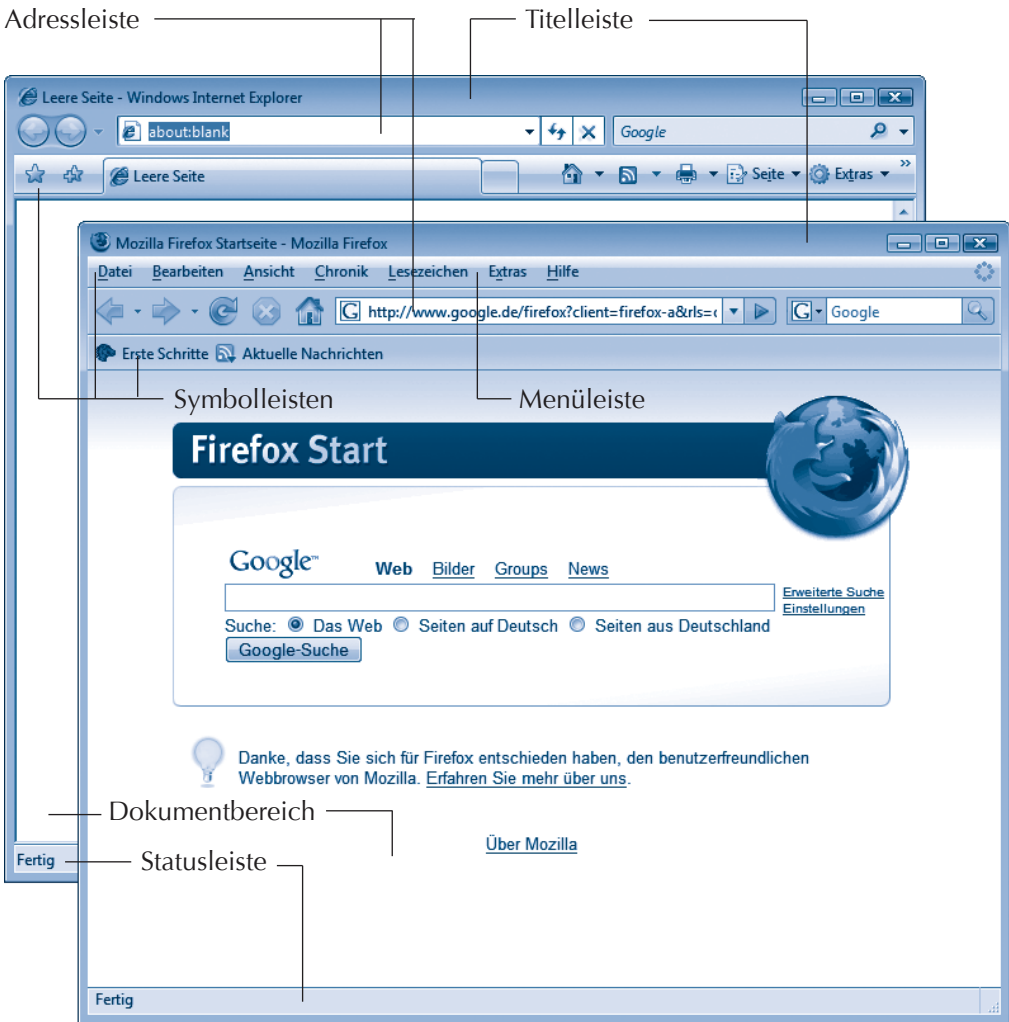 Adressleiste Titelleiste
Leere Seite - Windows Internet Explorer
about:blank Google
Leere Seite Seite Extras »
Mozilla Firefox Startseite - Mozilla Firefox
Datei Bearbeiten Ansicht Chronik Lesezeichen Extras Hilfe
G http://www.google.de/firefox?client=firefox-a&rls= G Google
Erste Schritte Aktuelle Nachrichten
Symbolleisten Menüleiste
Firefox Start
Google™ Web Bilder Groups News
Erweiterte Suche
Einstellungen
Suche: Das Web Seiten auf Deutsch Seiten aus Deutschland
Google-Suche
Danke, dass Sie sich für Firefox entschieden haben, den benutzerfreundlichen
Webbrowser von Mozilla. Erfahren Sie mehr über uns.
Dokumentbereich
Über Mozilla
Fertig Statusleiste
Fertig